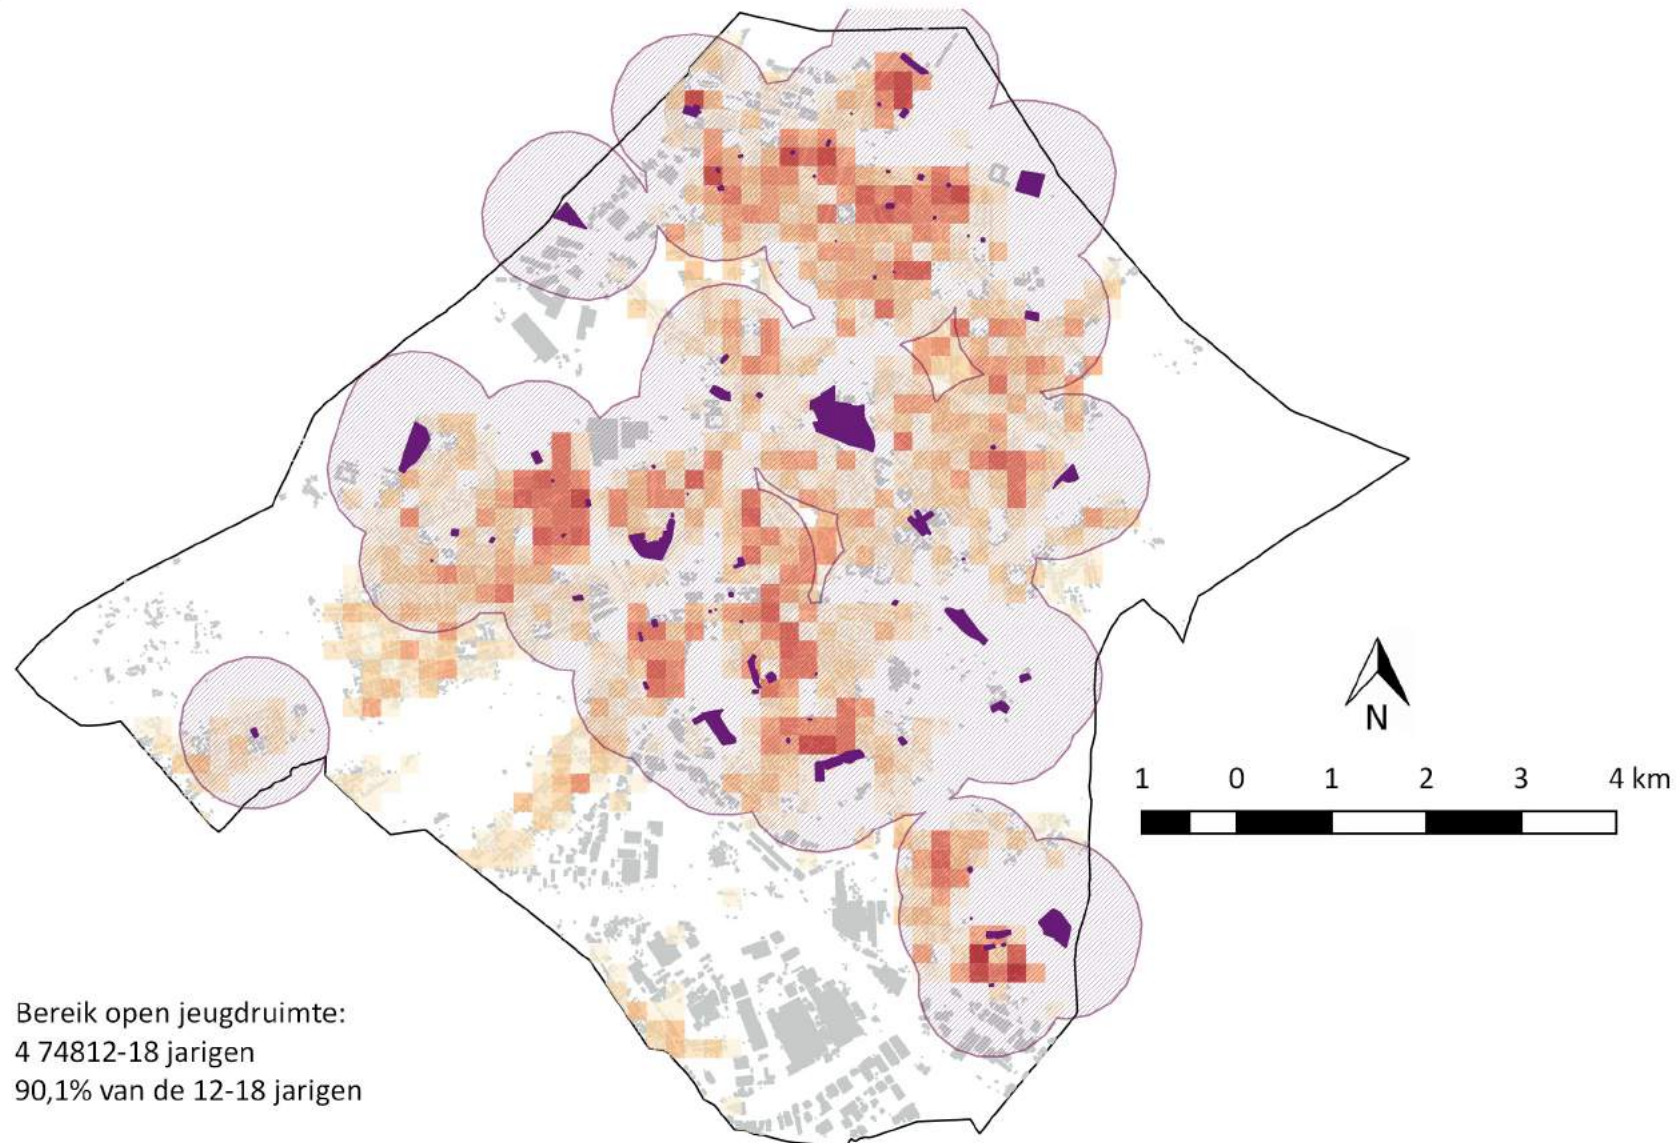 N
1 0 1 2 3 4 km
Bereik open jeugdruimte:
4 74812-18 jarigen
90,1% van de 12-18 jarigen